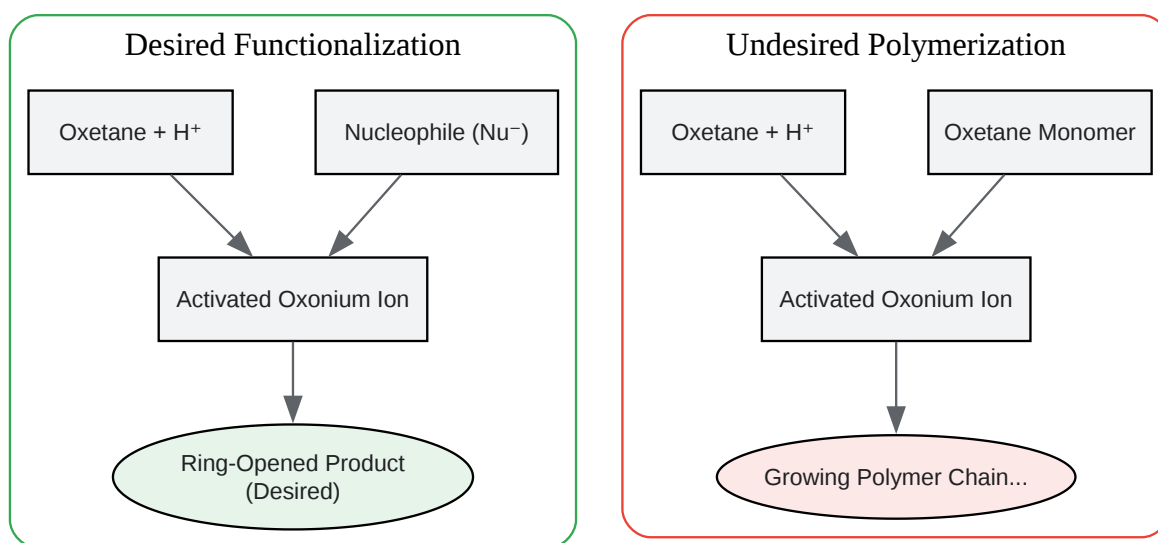 Desired Functionalization
Oxetane + H⁺
Nucleophile (Nu⁻)
Activated Oxonium Ion
Ring-Opened Product
(Desired)
Undesired Polymerization
Oxetane + H⁺
Oxetane Monomer
Activated Oxonium Ion
Growing Polymer Chain...